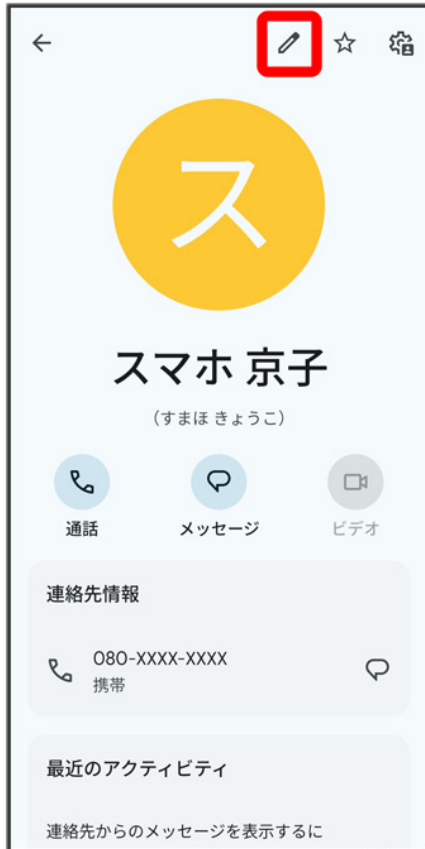 ス
スマホ 京子
(すまほ きょうこ)
通話
メッセージ
ビデオ
連絡先情報
080-XXXX-XXXX
携帯
最近のアクティビティ
連絡先からのメッセージを表示するに